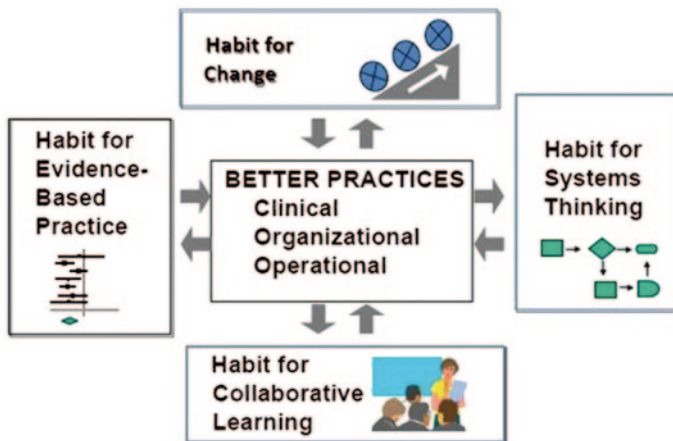 Habit for
Change
Habit for
Evidence-
Based
Practice
BETTER PRACTICES
Clinical
Organizational
Operational
Habit for
Systems
Thinking
Habit for
Collaborative
Learning